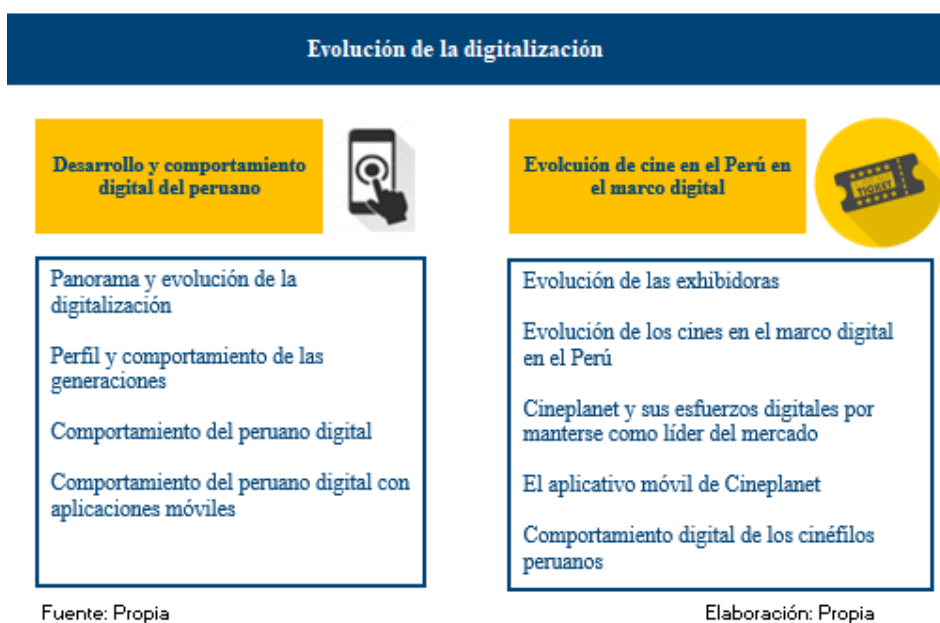 Evolución de la digitalización
Desarrollo y comportamiento
digital del peruano
Evolcuión de cine en el Perú en
el marco digital
TICKET
Panorama y evolución de la
digitalización
Perfil y comportamiento de las
generaciones
Comportamiento del peruano digital
Comportamiento del peruano digital con
aplicaciones móviles
Evolución de las exhibidoras
Evolución de los cines en el marco digital
en el Perú
Cineplanet y sus esfuerzos digitales por
manterse como líder del mercado
El aplicativo móvil de Cineplanet
Comportamiento digital de los cinéfilos
peruanos
Fuente: Propia
Elaboración: Propia